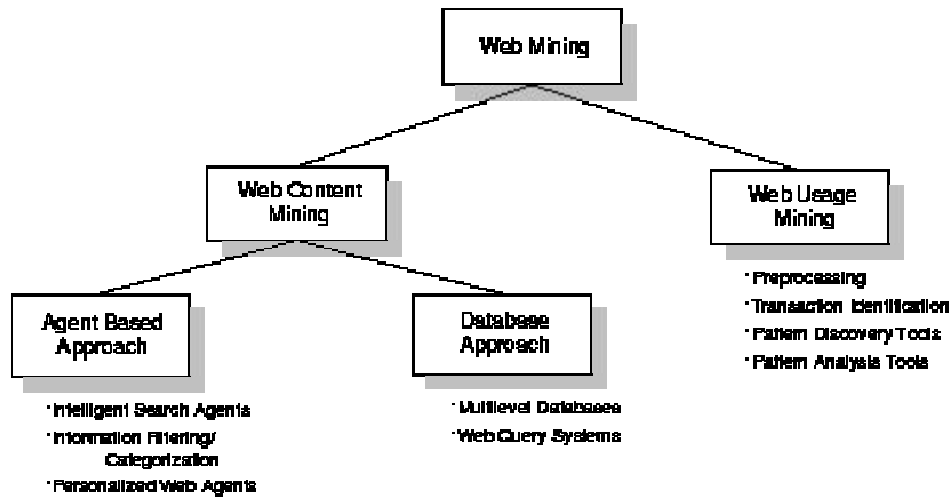 Web Mining
Web Content
Mining
Web Usage
Mining
Agent Based
Approach
Database
Approach
· Preprocessing
· Transaction Identification
· Pattern Discovery Tools
· Pattern Analysis Tools
· Intelligent Search Agents
· Information Filtering/
Categorization
· Personalized Web Agents
· Multilevel Databases
· Web Query Systems